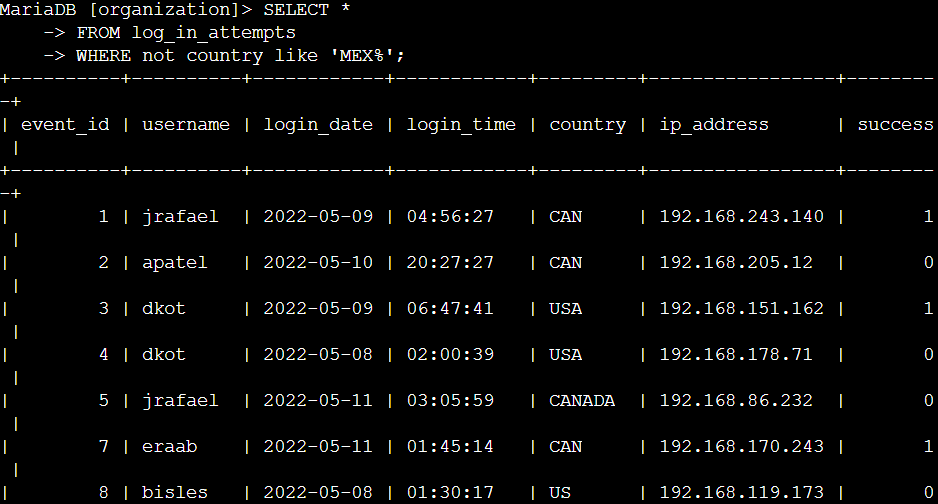 MariaDB [organization]> SELECT *
    -> FROM log_in_attempts
    -> WHERE not country like 'MEX%';
+----------+----------+------------+------------+---------+-----------------+--------
-+
| event_id | username | login_date | login_time | country | ip_address      | success
 |
+----------+----------+------------+------------+---------+-----------------+--------
-+
|        1 | jrafael  | 2022-05-09 | 04:56:27   | CAN     | 192.168.243.140 |       1
 |
|        2 | apatel   | 2022-05-10 | 20:27:27   | CAN     | 192.168.205.12  |       0
 |
|        3 | dkot     | 2022-05-09 | 06:47:41   | USA     | 192.168.151.162 |       1
 |
|        4 | dkot     | 2022-05-08 | 02:00:39   | USA     | 192.168.178.71  |       0
 |
|        5 | jrafael  | 2022-05-11 | 03:05:59   | CANADA  | 192.168.86.232  |       0
 |
|        7 | eraab    | 2022-05-11 | 01:45:14   | CAN     | 192.168.170.243 |       1
 |
|        8 | bisles   | 2022-05-08 | 01:30:17   | US      | 192.168.119.173 |       0